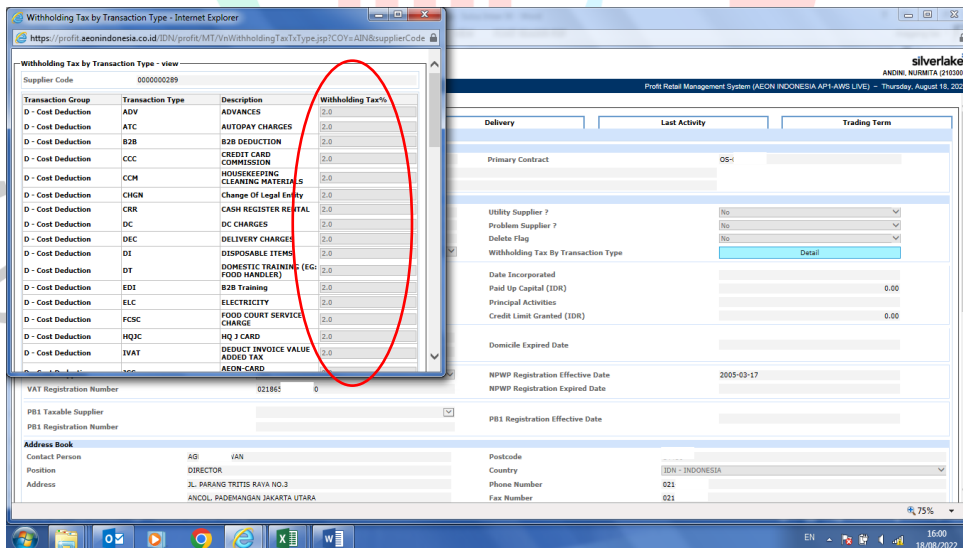 Withholding Tax by Transaction Type - Internet Explorer
https://profit.aeonindonesia.co.id/IDN/profit/MT/VnWithholdingTaxTxType.jsp?COY=AIN&supplierCode
Withholding Tax by Transaction Type - view
Supplier Code 0000000289
Transaction Group Transaction Type Description Withholding Tax%
D - Cost Deduction ADV ADVANCES 2.0
D - Cost Deduction ATC AUTOPAY CHARGES 2.0
D - Cost Deduction B2B B2B DEDUCTION 2.0
D - Cost Deduction CCC CREDIT CARD COMMISSION 2.0
D - Cost Deduction CCM HOUSEKEEPING CLEANING MATERIALS 2.0
D - Cost Deduction CHGN Change Of Legal Entity 2.0
D - Cost Deduction CRR CASH REGISTER RENTAL 2.0
D - Cost Deduction DC DC CHARGES 2.0
D - Cost Deduction DEC DELIVERY CHARGES 2.0
D - Cost Deduction DI DISPOSABLE ITEMS 2.0
D - Cost Deduction DT DOMESTIC TRAINING (EG: FOOD HANDLER) 2.0
D - Cost Deduction EDI B2B Training 2.0
D - Cost Deduction ELC ELECTRICITY 2.0
D - Cost Deduction FCSC FOOD COURT SERVICE CHARGE 2.0
D - Cost Deduction HQJC HQ J CARD 2.0
D - Cost Deduction IVAT DEDUCT INVOICE VALUE ADDED TAX 2.0
AEON-CARD
silverlake
ANDINI, NURMITA (210300
Profit Retail Management System (AEON INDONESIA AP1-AWS LIVE) - Thursday, August 18, 202
Delivery Last Activity Trading Term
Primary Contract OS-
Utility Supplier ? No
Problem Supplier ? No
Delete Flag No
Withholding Tax By Transaction Type Detail
Date Incorporated
Paid Up Capital (IDR) 0.00
Principal Activities
Credit Limit Granted (IDR) 0.00
Domicile Expired Date
NPWP Registration Effective Date 2005-03-17
VAT Registration Number 02186 0 NPWP Registration Expired Date
PB1 Taxable Supplier
PB1 Registration Effective Date
PB1 Registration Number
Address Book
Contact Person AG VAN Postcode
Position DIRECTOR Country IDN - INDONESIA
Address JL. PARANG TRITIS RAYA NO.3 Phone Number 021
ANCOL, PADEMANGAN JAKARTA UTARA Fax Number 021
75%
EN 16:00
18/08/2022